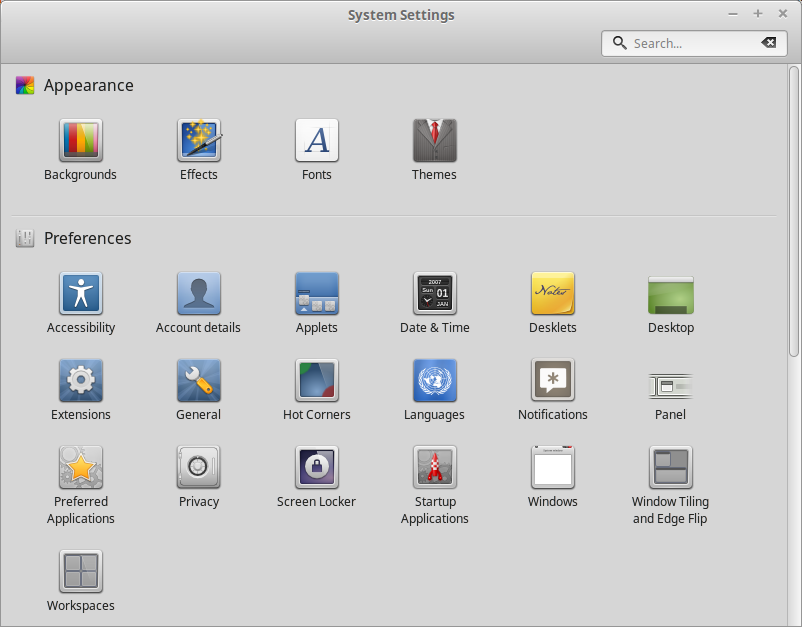 System Settings
Search...
Appearance
Backgrounds
Effects
Fonts
Themes
Preferences
Accessibility
Account details
Applets
2007
Sun 01
JAN
Date & Time
Notes
Desklets
Desktop
Extensions
General
Hot Corners
Languages
Notifications
Panel
Preferred
Applications
Privacy
Screen Locker
Startup
Applications
Windows
Window Tiling
and Edge Flip
Workspaces